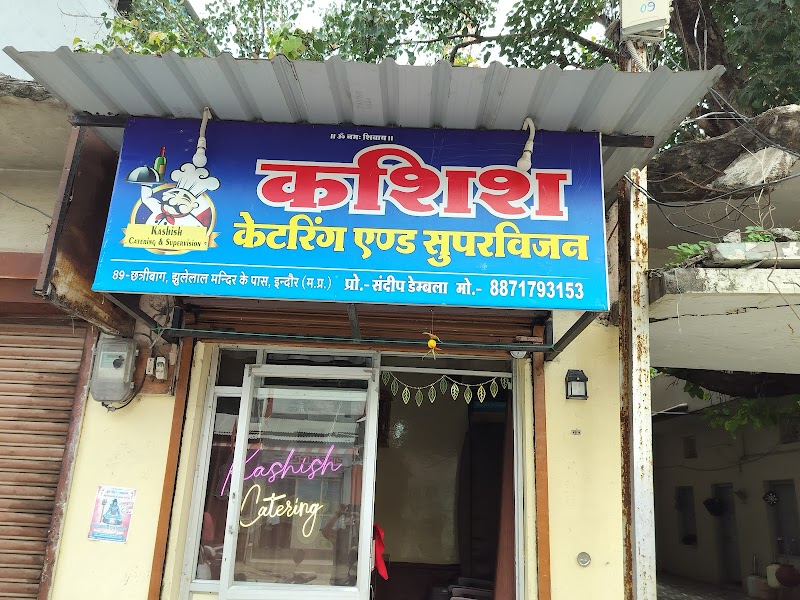 ॥ ॐ नमः शिवाय ॥
कशिश
केटरिंग एण्ड सुपरविजन
Kashish
Catering & Supervision
89-छत्रीबाग, झुलेलाल मन्दिर के पास, इन्दौर (म.प्र.) प्रो.- संदीप डेम्बला मो.- 8871793153
Kashish
Catering